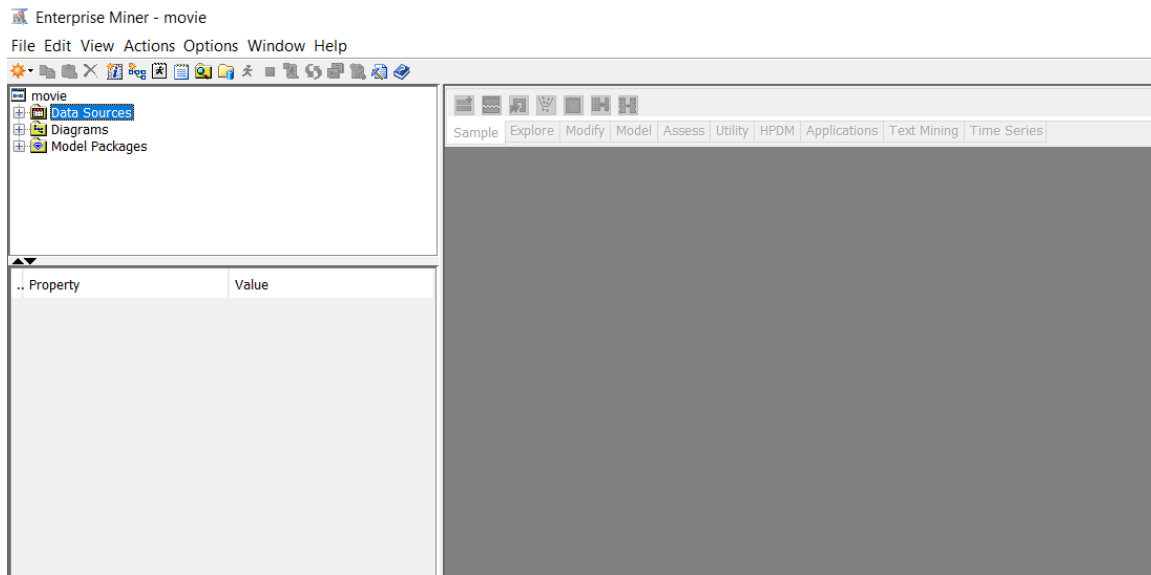 Enterprise Miner - movie
File Edit View Actions Options Window Help
movie
Data Sources
Diagrams
Model Packages
Sample Explore Modify Model Assess Utility HPDM Applications Text Mining Time Series
.. Property Value